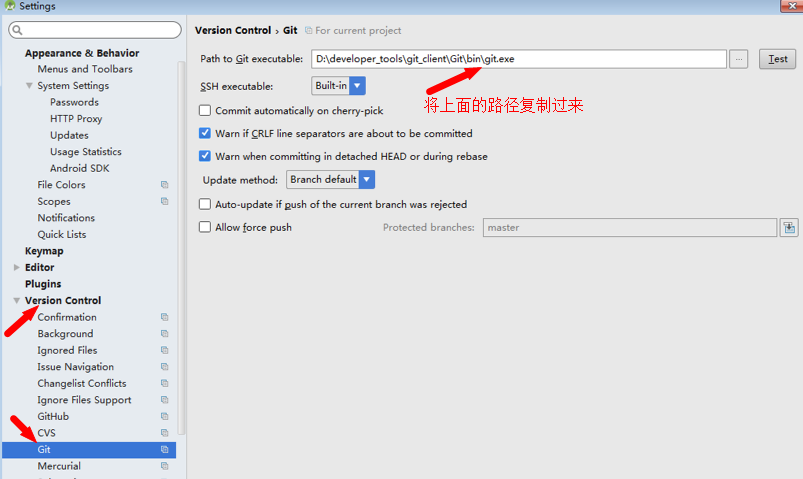 Settings
Appearance & Behavior
Menus and Toolbars
System Settings
Passwords
HTTP Proxy
Updates
Usage Statistics
Android SDK
File Colors
Scopes
Notifications
Quick Lists
Keymap
Editor
Plugins
Version Control
Confirmation
Background
Ignored Files
Issue Navigation
Changelist Conflicts
Ignore Files Support
GitHub
CVS
Git
Mercurial
Version Control › Git For current project
Path to Git executable: D:\developer_tools\git_client\Git\bin\git.exe ... Test
SSH executable: Built-in
将上面的路径复制过来
Commit automatically on cherry-pick
Warn if CRLF line separators are about to be committed
Warn when committing in detached HEAD or during rebase
Update method: Branch default
Auto-update if push of the current branch was rejected
Allow force push Protected branches: master